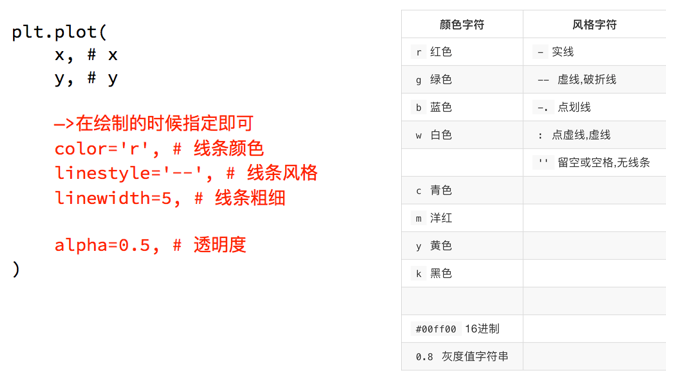 plt.plot(
x, # x
y, # y
—>在绘制的时候指定即可
color='r', # 线条颜色
linestyle='--', # 线条风格
linewidth=5, # 线条粗细
alpha=0.5, # 透明度
)
颜色字符 风格字符
r 红色 - 实线
g 绿色 -- 虚线,破折线
b 蓝色 -. 点划线
w 白色 : 点虚线,虚线
'' 留空或空格,无线条
c 青色
m 洋红
y 黄色
k 黑色
#00ff00 16进制
0.8 灰度值字符串